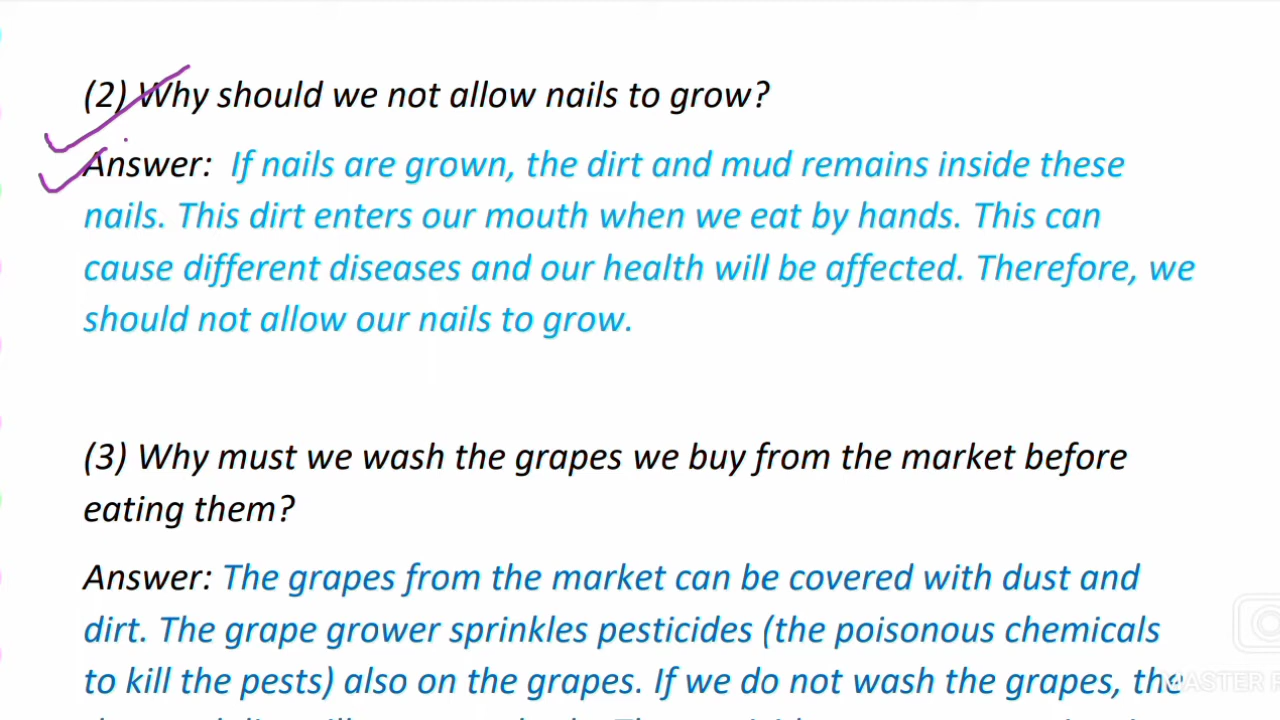 (2) Why should we not allow nails to grow?
Answer: If nails are grown, the dirt and mud remains inside these
nails. This dirt enters our mouth when we eat by hands. This can
cause different diseases and our health will be affected. Therefore, we
should not allow our nails to grow.
(3) Why must we wash the grapes we buy from the market before
eating them?
Answer: The grapes from the market can be covered with dust and
dirt. The grape grower sprinkles pesticides (the poisonous chemicals
to kill the pests) also on the grapes. If we do not wash the grapes, the
MASTER